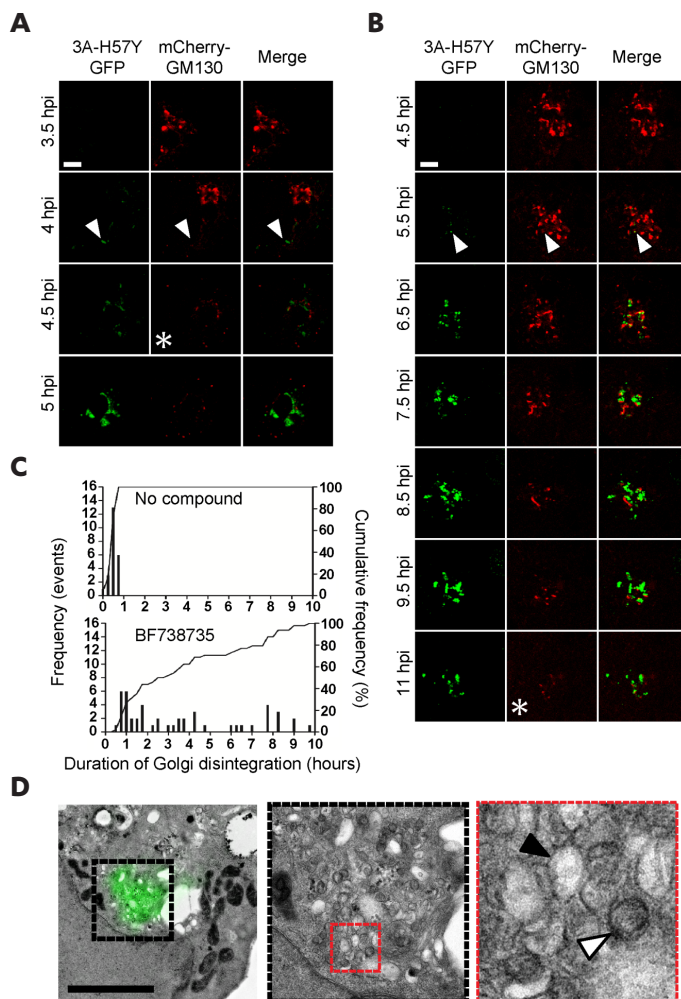 A
3A-H57Y GFP
mCherry-GM130
Merge
3.5 hpi
4 hpi
4.5 hpi
*
5 hpi
B
3A-H57Y GFP
mCherry-GM130
Merge
4.5 hpi
5.5 hpi
6.5 hpi
7.5 hpi
8.5 hpi
9.5 hpi
11 hpi
*
C
Frequency (events)
Cumulative frequency (%)
No compound
16
14
12
10
8
6
4
2
0
100
80
60
40
20
0
0 1 2 3 4 5 6 7 8 9 10
BF738735
16
14
12
10
8
6
4
2
0
100
80
60
40
20
0
0 1 2 3 4 5 6 7 8 9 10
Duration of Golgi disintegration (hours)
D